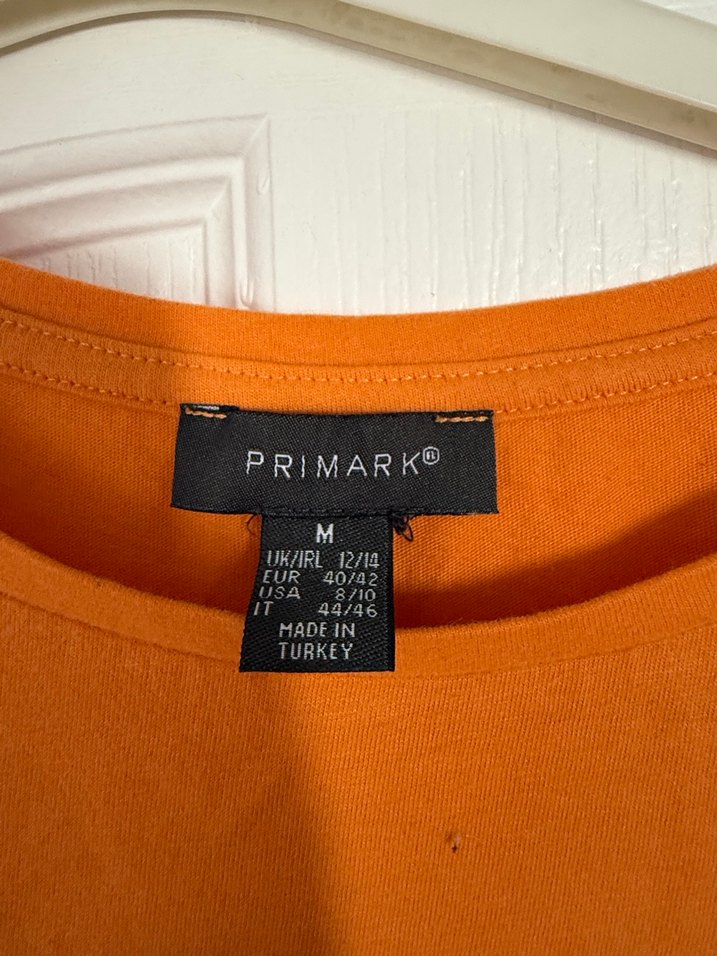 PRIMARK®
M
UK/IRL 12/14
EUR 40/42
USA 8/10
IT 44/46
MADE IN
TURKEY